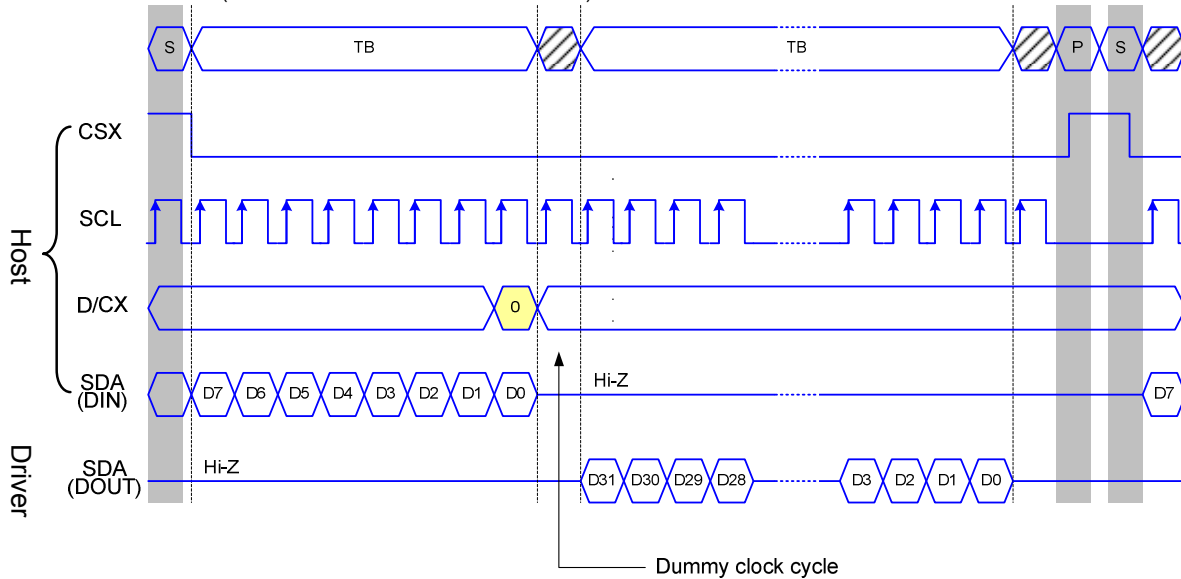 S TB TB P S
CSX
SCL
D/CX 0
SDA
(DIN) D7 D6 D5 D4 D3 D2 D1 D0 Hi-Z D7
SDA
(DOUT) Hi-Z D31 D30 D29 D28 D3 D2 D1 D0
Host
Driver
Dummy clock cycle